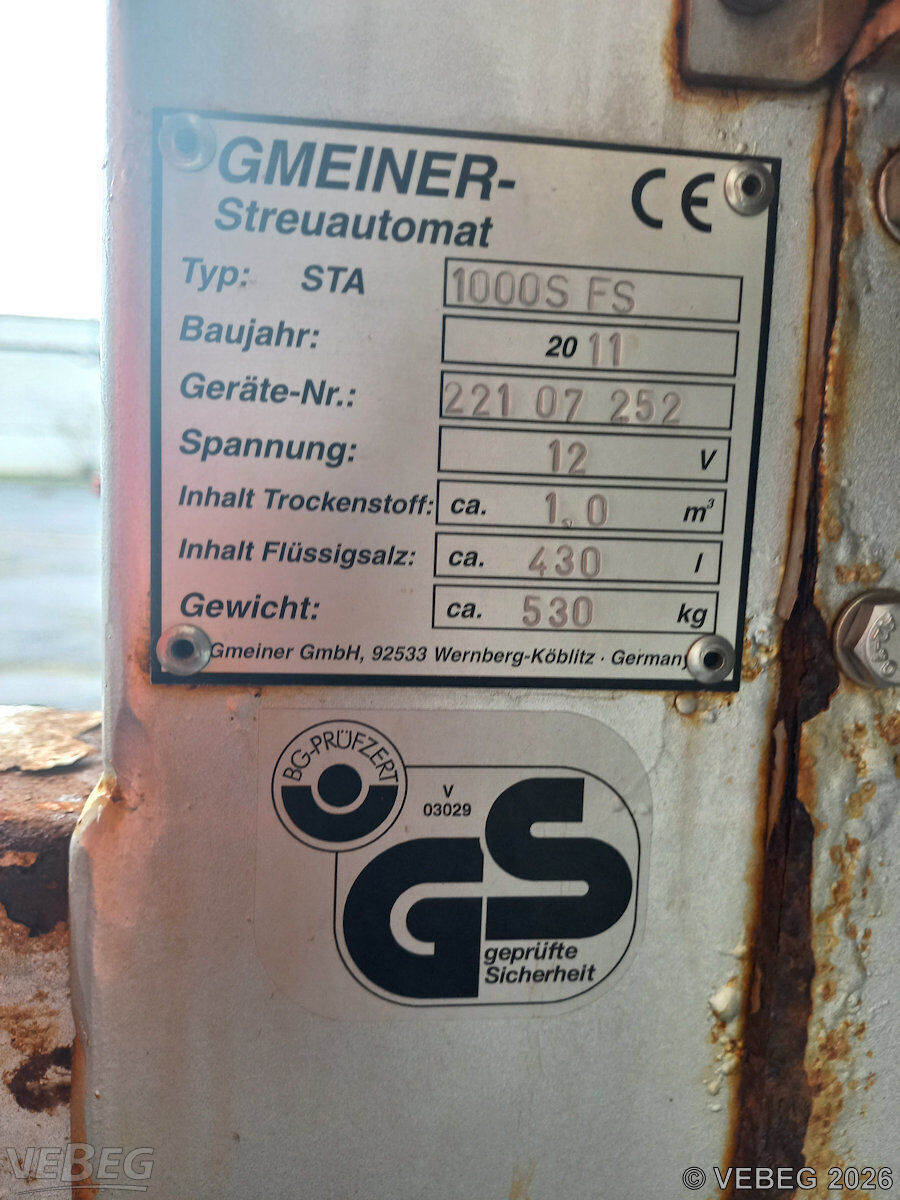 GMEINER-
Streuautomat
CE
Typ: STA 1000S FS
Baujahr: 20 11
Geräte-Nr.: 221 07 252
Spannung: 12 V
Inhalt Trockenstoff: ca. 1,0 m³
Inhalt Flüssigsalz: ca. 430 l
Gewicht: ca. 530 kg
Gmeiner GmbH, 92533 Wernberg-Köblitz · Germany
BG-PRÜFZERT
V
03029
GS
geprüfte
Sicherheit
VEBEG
© VEBEG 2026